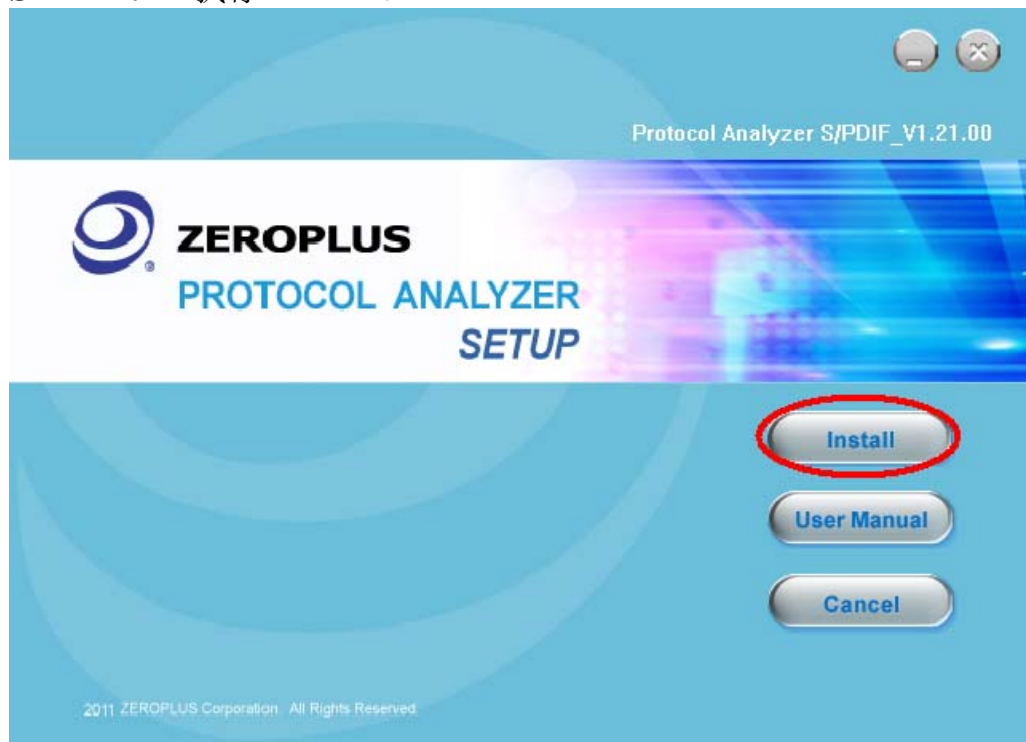 Protocol Analyzer S/PDIF_V1.21.00
ZEROPLUS
PROTOCOL ANALYZER
SETUP
Install
User Manual
Cancel
2011 ZEROPLUS Corporation. All Rights Reserved.